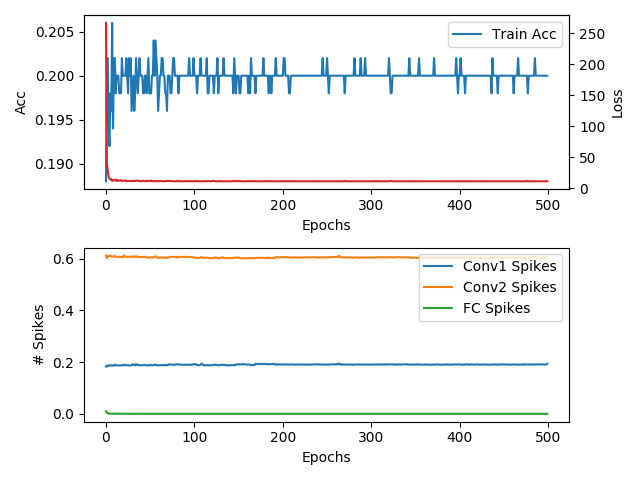 0.205
0.200
0.195
0.190
Acc
Train Acc
250
200
150
100
50
0
Loss
0 100 200 300 400 500
Epochs
0.6
0.4
0.2
0.0
# Spikes
Conv1 Spikes
Conv2 Spikes
FC Spikes
0 100 200 300 400 500
Epochs